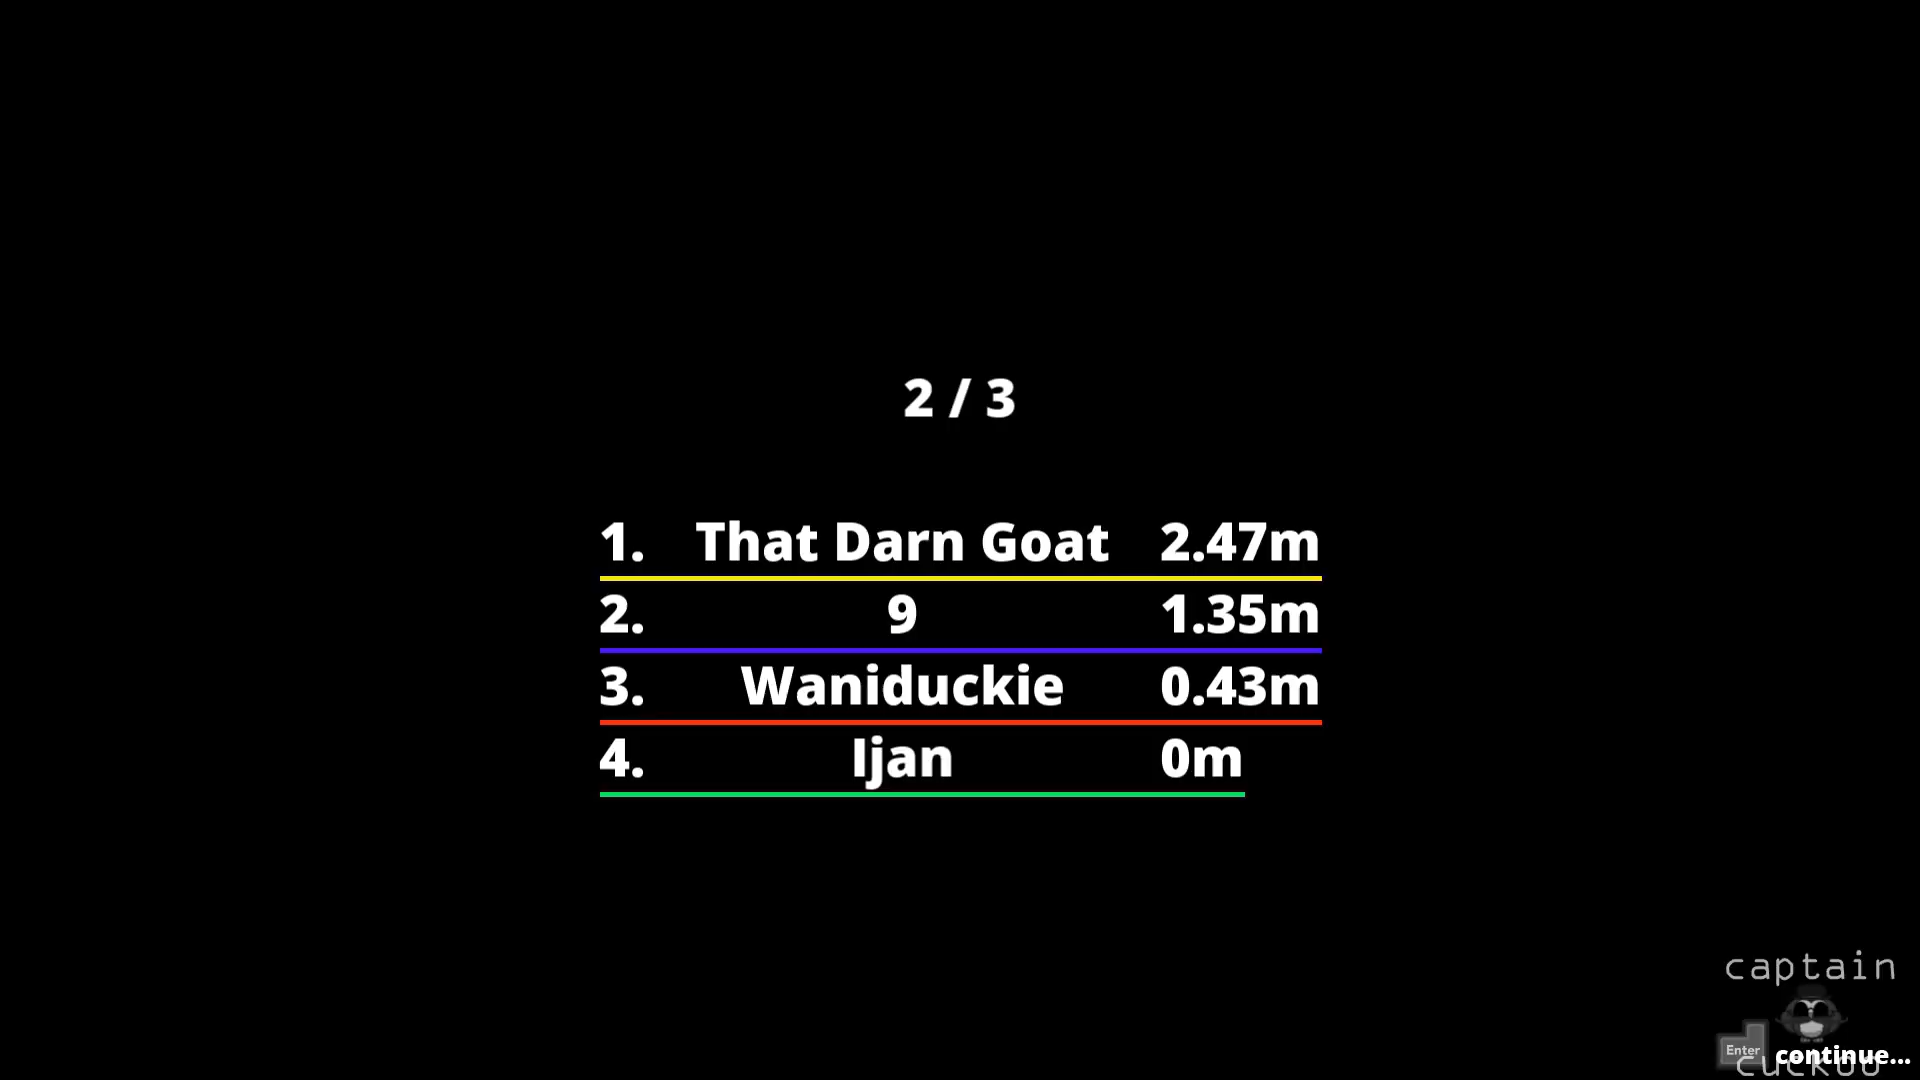 2 / 3
1. That Darn Goat 2.47m
2. 9 1.35m
3. Waniduckie 0.43m
4. Ijan 0m
captain
Enter continue...
cuckoo